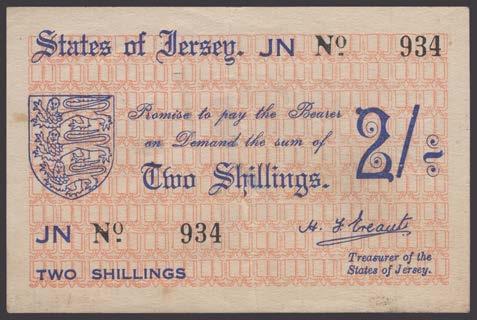 States of Jersey. JN Nº 934
Promise to pay the Bearer
on Demand the sum of
Two Shillings.
2/-
JN Nº 934
H. F. Ereaut
TWO SHILLINGS
Treasurer of the
States of Jersey.